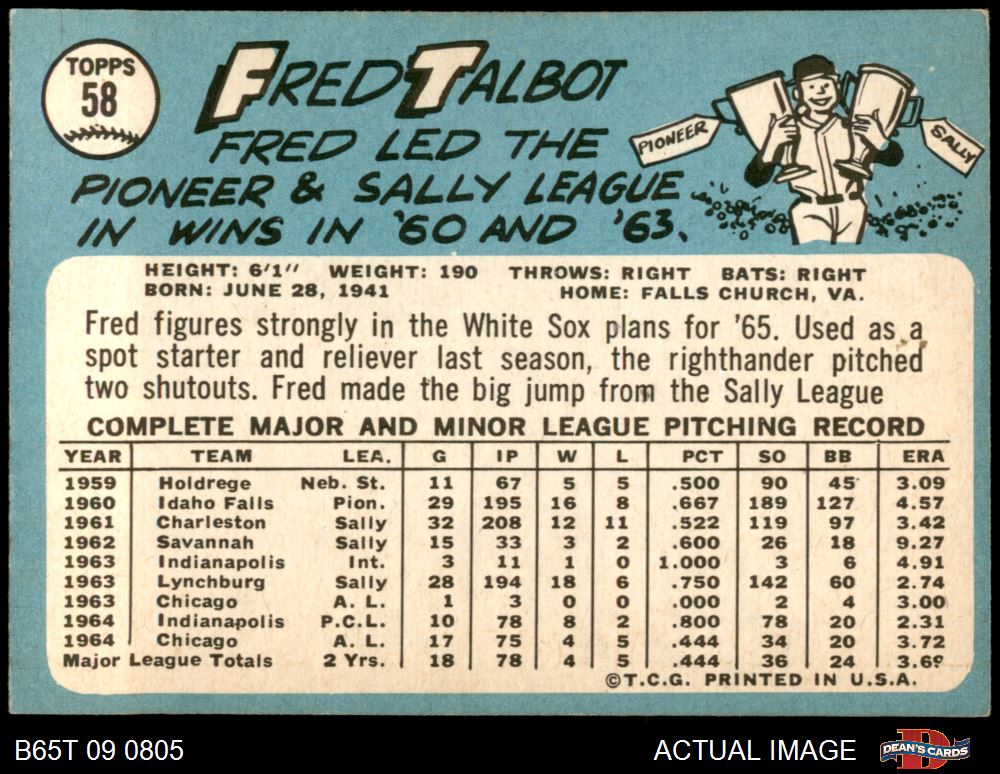 TOPPS
58
FRED TALBOT
FRED LED THE
PIONEER & SALLY LEAGUE
IN WINS IN '60 AND '63.
PIONEER
SALLY
HEIGHT: 6'1" WEIGHT: 190 THROWS: RIGHT BATS: RIGHT
BORN: JUNE 28, 1941 HOME: FALLS CHURCH, VA.
Fred figures strongly in the White Sox plans for '65. Used as a
spot starter and reliever last season, the righthander pitched
two shutouts. Fred made the big jump from the Sally League
COMPLETE MAJOR AND MINOR LEAGUE PITCHING RECORD
YEAR TEAM LEA. G IP W L PCT SO BB ERA
1959 Holdrege Neb. St. 11 67 5 5 .500 90 45 3.09
1960 Idaho Falls Pion. 29 195 16 8 .667 189 127 4.57
1961 Charleston Sally 32 208 12 11 .522 119 97 3.42
1962 Savannah Sally 15 33 3 2 .600 26 18 9.27
1963 Indianapolis Int. 3 11 1 0 1.000 3 6 4.91
1963 Lynchburg Sally 28 194 18 6 .750 142 60 2.74
1963 Chicago A. L. 1 3 0 0 .000 2 4 3.00
1964 Indianapolis P.C.L. 10 78 8 2 .800 78 20 2.31
1964 Chicago A. L. 17 75 4 5 .444 34 20 3.72
Major League Totals 2 Yrs. 18 78 4 5 .444 36 24 3.69
©T.C.G. PRINTED IN U.S.A.
B65T 09 0805 ACTUAL IMAGE DEAN'S CARDS